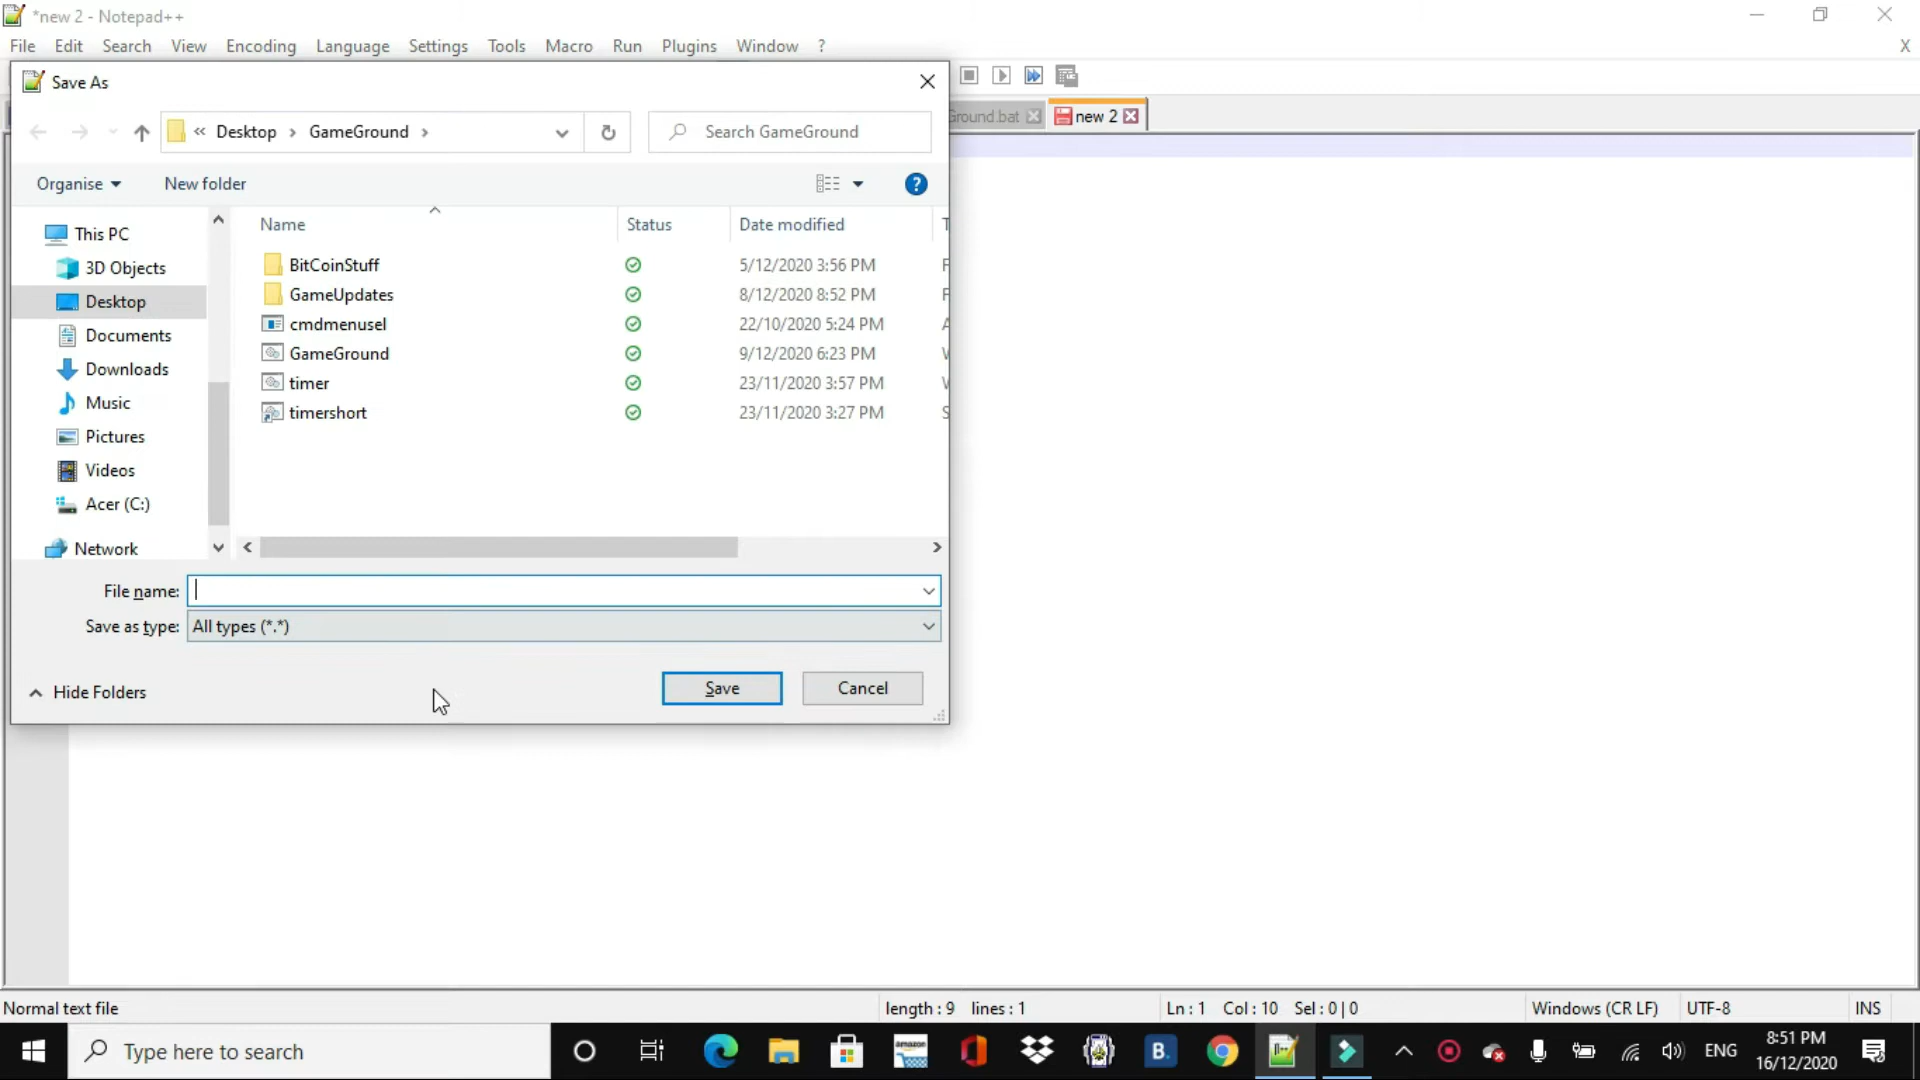 *new 2 - Notepad++
File Edit Search View Encoding Language Settings Tools Macro Run Plugins Window ?
X
Save As
round.bat new 2
« Desktop > GameGround >
Search GameGround
Organise New folder
?
Name Status Date modified
This PC
3D Objects
Desktop
Documents
Downloads
Music
Pictures
Videos
Acer (C:)
Network
BitCoinStuff 5/12/2020 3:56 PM
GameUpdates 8/12/2020 8:52 PM
cmdmenusel 22/10/2020 5:24 PM
GameGround 9/12/2020 6:23 PM
timer 23/11/2020 3:57 PM
timershort 23/11/2020 3:27 PM
File name:
Save as type: All types (*.*)
Hide Folders
Save Cancel
Normal text file length : 9 lines : 1 Ln : 1 Col : 10 Sel : 0 | 0 Windows (CR LF) UTF-8 INS
Type here to search
amazon
B.
ENG
8:51 PM
16/12/2020